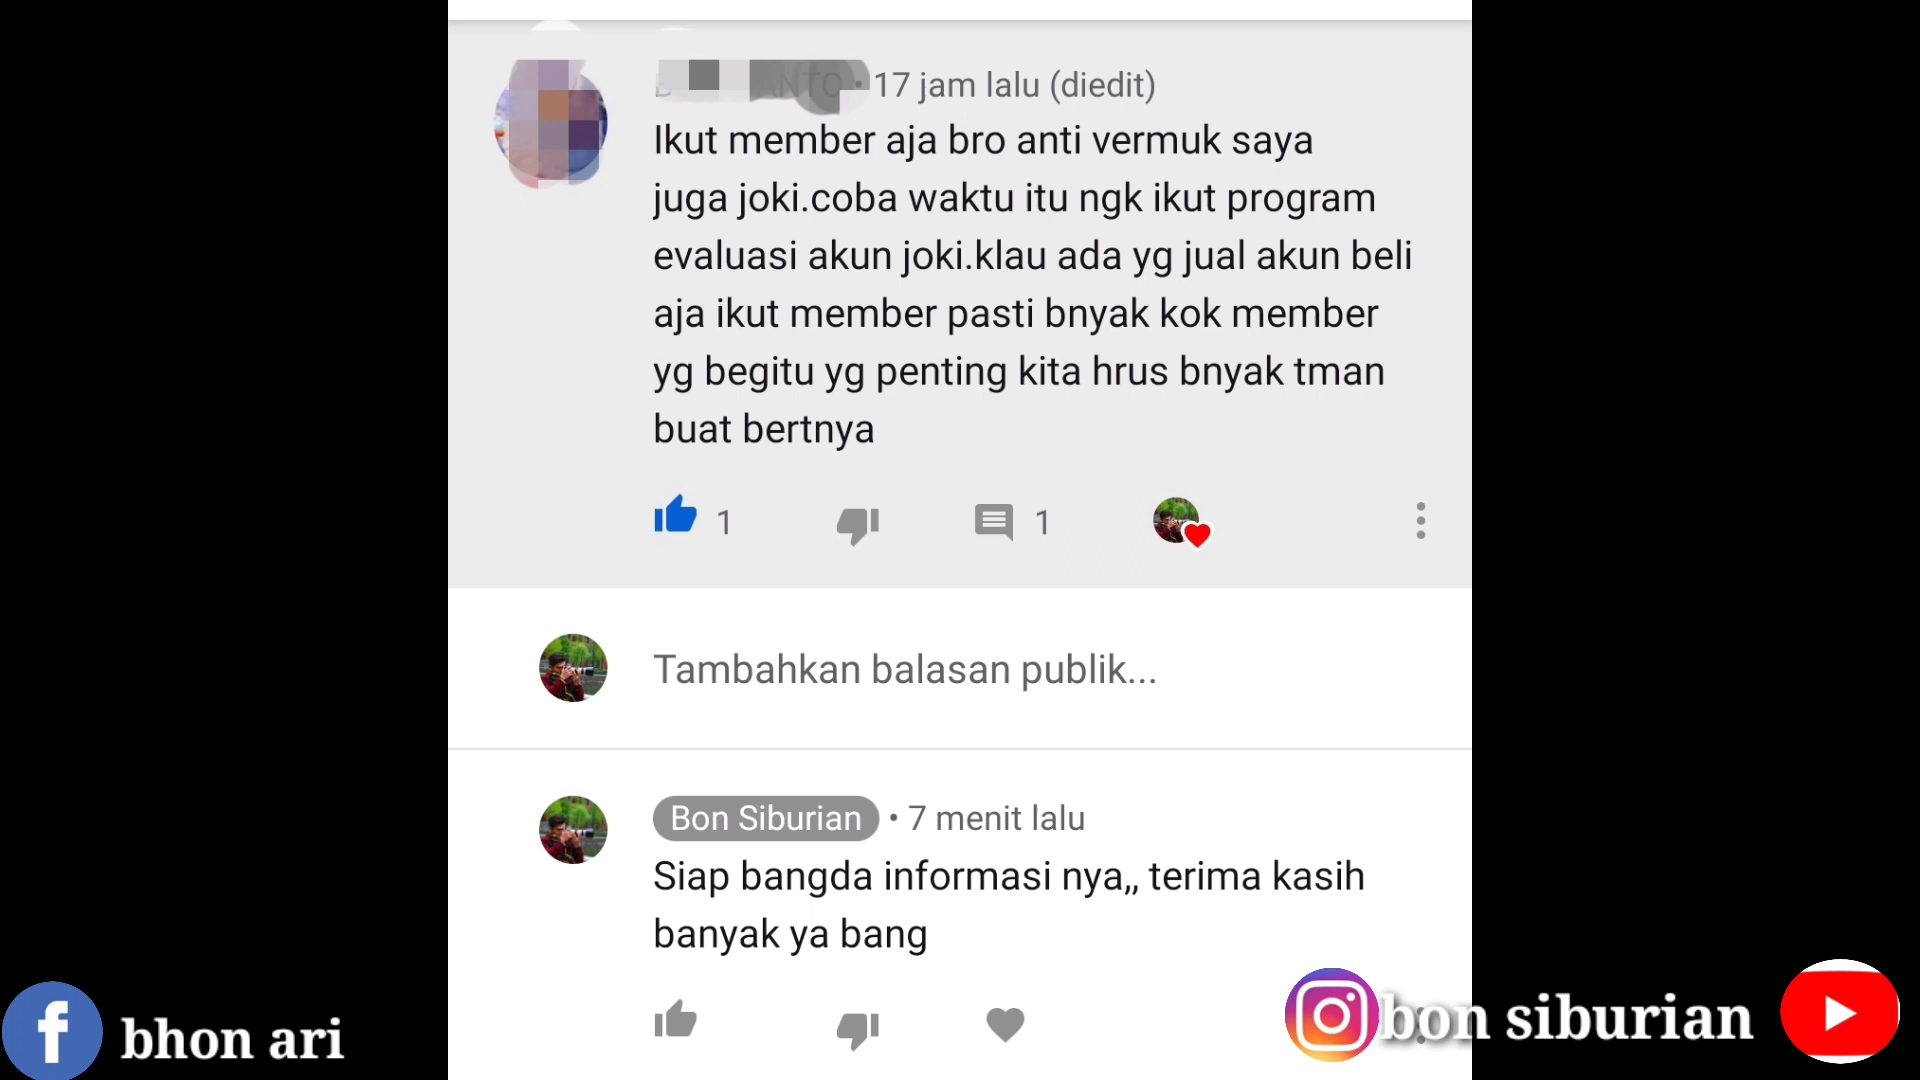 17 jam lalu (diedit)
Ikut member aja bro anti vermuk saya
juga joki.coba waktu itu ngk ikut program
evaluasi akun joki.klau ada yg jual akun beli
aja ikut member pasti bnyak kok member
yg begitu yg penting kita hrus bnyak tman
buat bertnya
1
1
Tambahkan balasan publik...
Bon Siburian • 7 menit lalu
Siap bangda informasi nya,, terima kasih
banyak ya bang
bhon ari
bon siburian